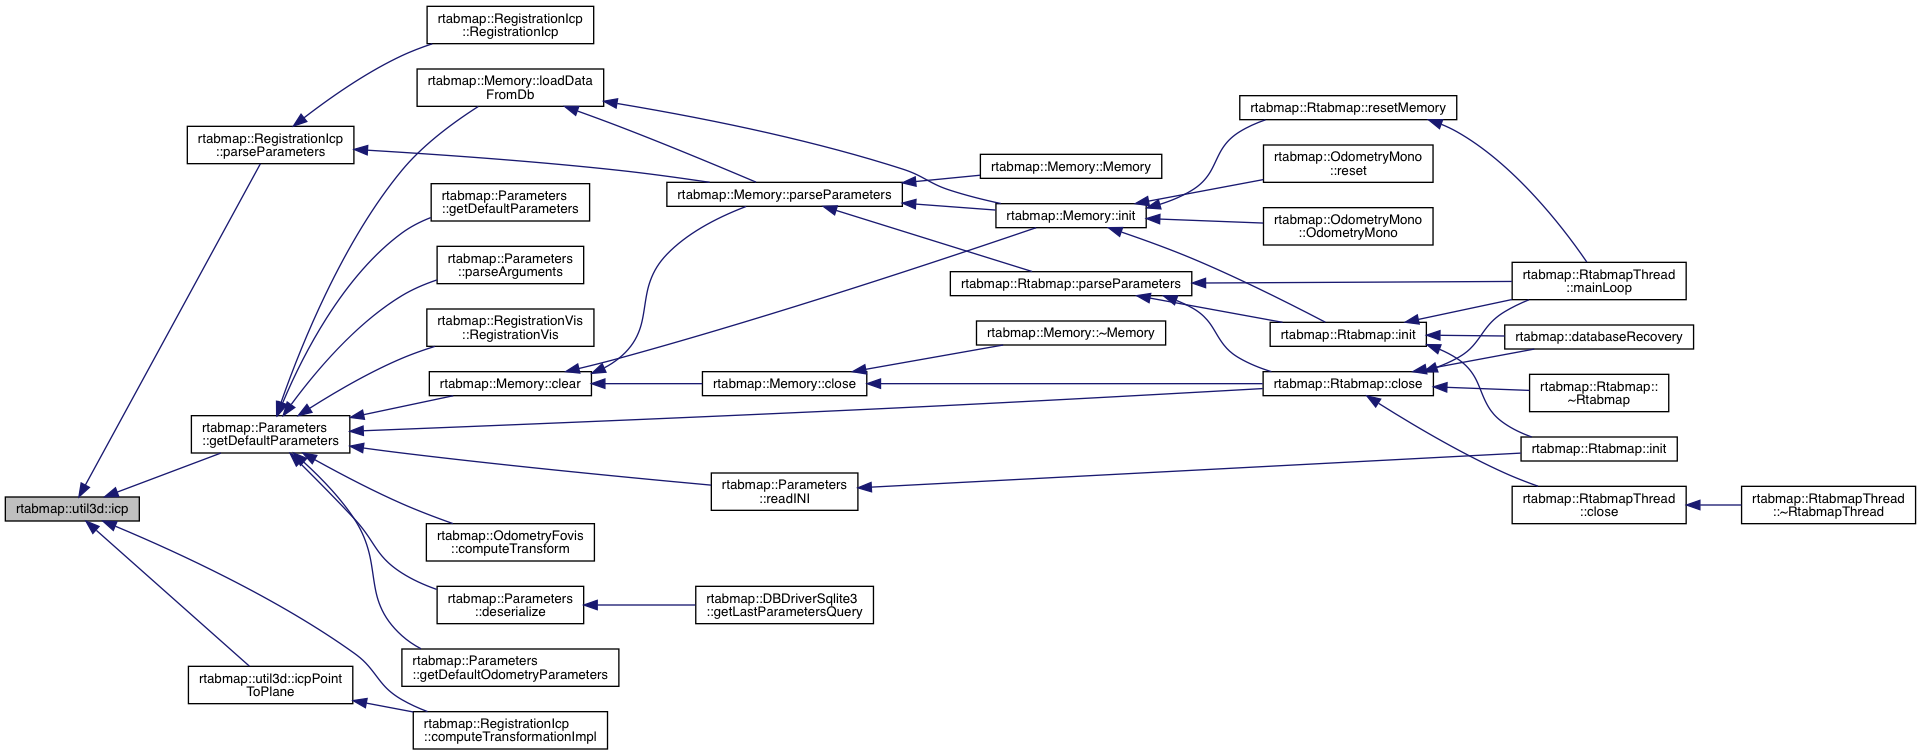 rtabmap::RegistrationIcp
::RegistrationIcp
rtabmap::Memory::loadData
FromDb
rtabmap::RegistrationIcp
::parseParameters
rtabmap::Parameters
::getDefaultParameters
rtabmap::Parameters
::parseArguments
rtabmap::RegistrationVis
::RegistrationVis
rtabmap::Memory::clear
rtabmap::Parameters
::getDefaultParameters
rtabmap::util3d::icp
rtabmap::OdometryFovis
::computeTransform
rtabmap::Parameters
::deserialize
rtabmap::Parameters
::getDefaultOdometryParameters
rtabmap::util3d::icpPoint
ToPlane
rtabmap::RegistrationIcp
::computeTransformationImpl
rtabmap::Memory::parseParameters
rtabmap::Memory::close
rtabmap::Parameters
::readINI
rtabmap::DBDriverSqlite3
::getLastParametersQuery
rtabmap::Memory::Memory
rtabmap::Memory::init
rtabmap::Rtabmap::parseParameters
rtabmap::Memory::~Memory
rtabmap::Rtabmap::resetMemory
rtabmap::OdometryMono
::reset
rtabmap::OdometryMono
::OdometryMono
rtabmap::Rtabmap::init
rtabmap::Rtabmap::close
rtabmap::RtabmapThread
::mainLoop
rtabmap::databaseRecovery
rtabmap::Rtabmap::
~Rtabmap
rtabmap::Rtabmap::init
rtabmap::RtabmapThread
::close
rtabmap::RtabmapThread
::~RtabmapThread